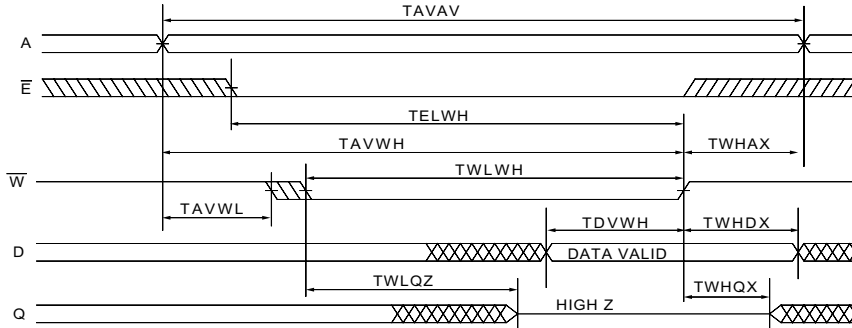 TAVAV
A
E
TELWH
TAVWH TWHAX
W TWLWH
TAVWL
TDVWH TWHDX
D DATA VALID
TWLQZ TWHQX
Q HIGH Z